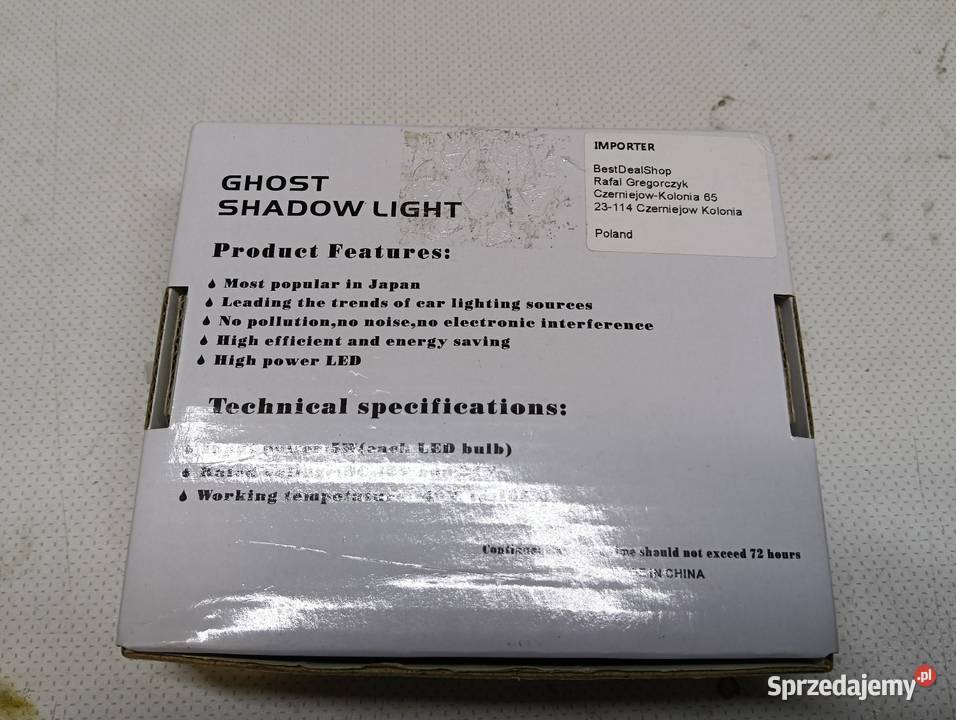 GHOST
SHADOW LIGHT
IMPORTER
BestDealShop
Rafal Gregorczyk
Czerniejow-Kolonia 65
23-114 Czerniejow Kolonia
Poland
Product Features:
Most popular in Japan
Leading the trends of car lighting sources
No pollution,no noise,no electronic interference
High efficient and energy saving
High power LED
Technical specifications:
power:5W(each LED bulb)
Rated
Working
should not exceed 72 hours
IN CHINA
Sprzedajemy.pl